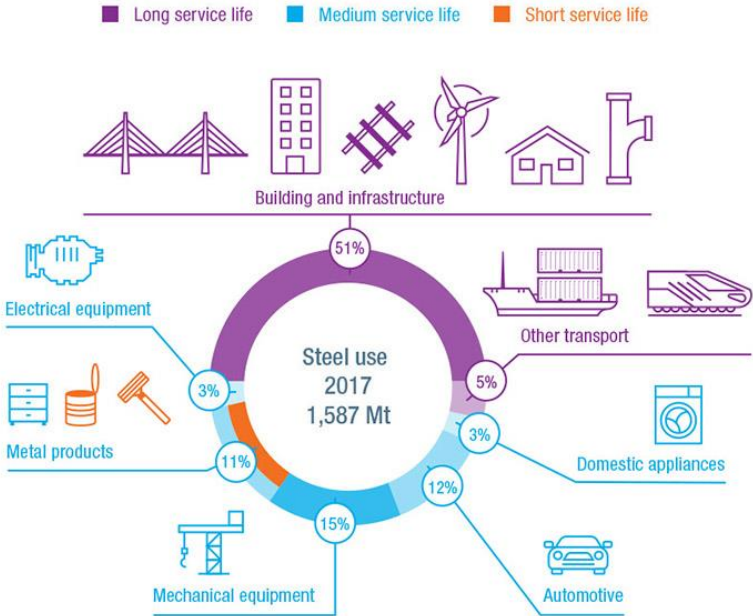 Long service life
Medium service life
Short service life
Building and infrastructure
51%
Electrical equipment
Other transport
Steel use
2017
1,587 Mt
3%
5%
Metal products
11%
3%
Domestic appliances
12%
15%
Mechanical equipment
Automotive